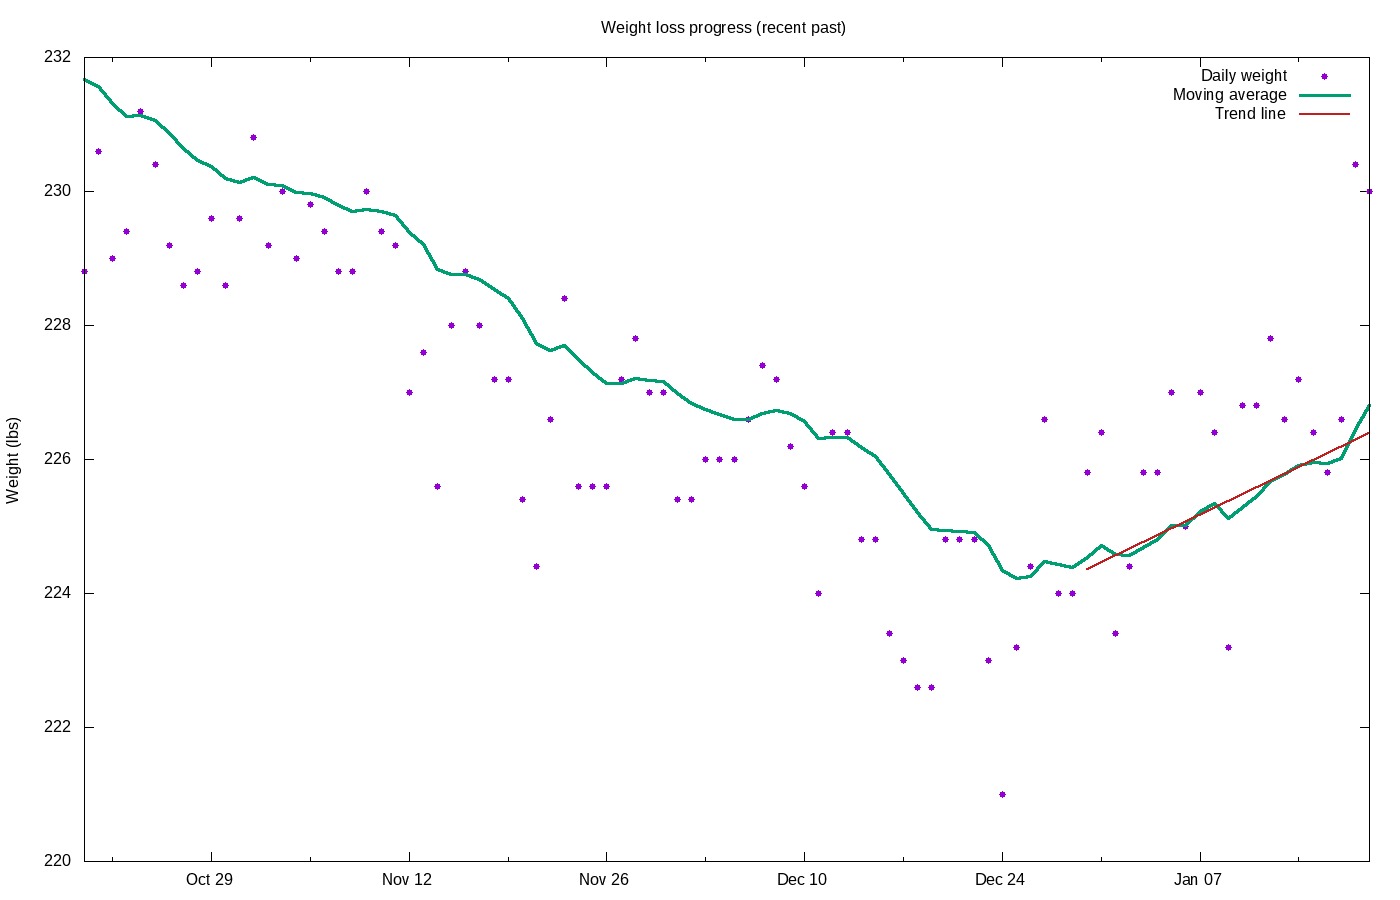 Weight loss progress (recent past)
232
230
228
226
224
222
220
Weight (lbs)
Daily weight
Moving average
Trend line
Oct 29
Nov 12
Nov 26
Dec 10
Dec 24
Jan 07